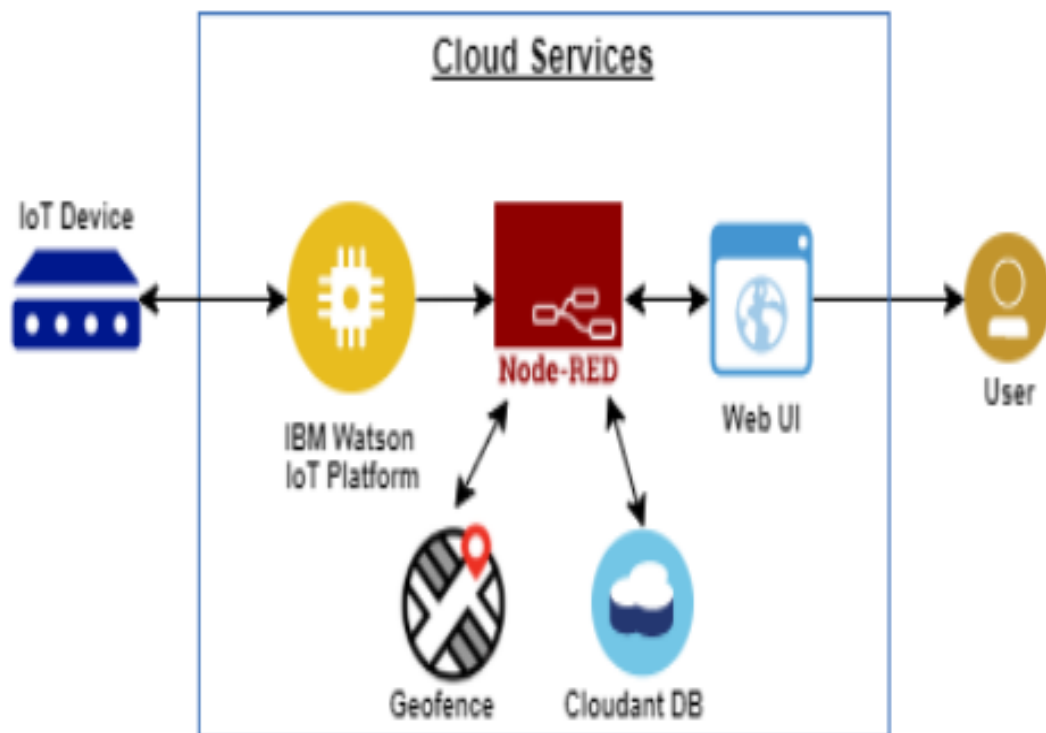 Cloud Services
IoT Device
Node-RED
IBM Watson
IoT Platform
Web UI
User
Geofence
Cloudant DB